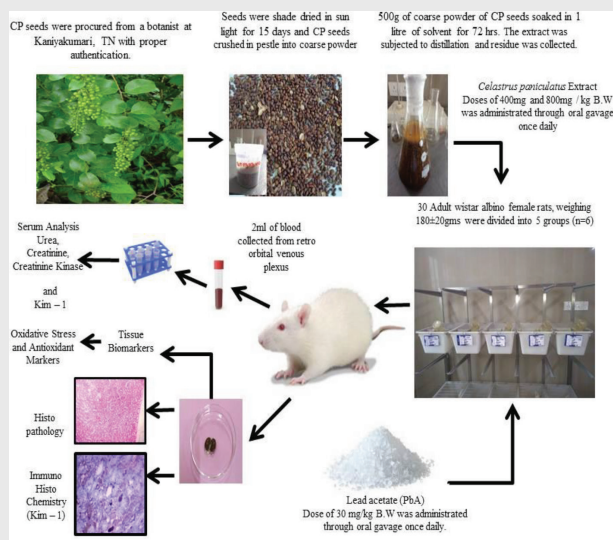 CP seeds were procured from a botanist at
Kaniyakumari, TN with proper
authentication.
Seeds were shade dried in sun
light for 15 days and CP seeds
crushed in pestle into coarse powder
500g of coarse powder of CP seeds soaked in 1
litre of solvent for 72 hrs. The extract was
subjected to distillation and residue was collected.
Celastrus paniculatus Extract
Doses of 400mg and 800mg / kg B.W
was administrated through oral gavage
once daily
30 Adult wistar albino female rats, weighing
180±20gms were divided into 5 groups (n=6)
2ml of blood
collected from retro
orbital venous
plexus
Serum Analysis
Urea,
Creatinine,
Creatinine Kinase
and
Kim – 1
Oxidative Stress
and Antioxidant
Markers
Tissue
Biomarkers
Histo
pathology
Immuno
Histo
Chemistry
(Kim – 1)
Lead acetate (PbA)
Dose of 30 mg/kg B.W was administrated
through oral gavage once daily.